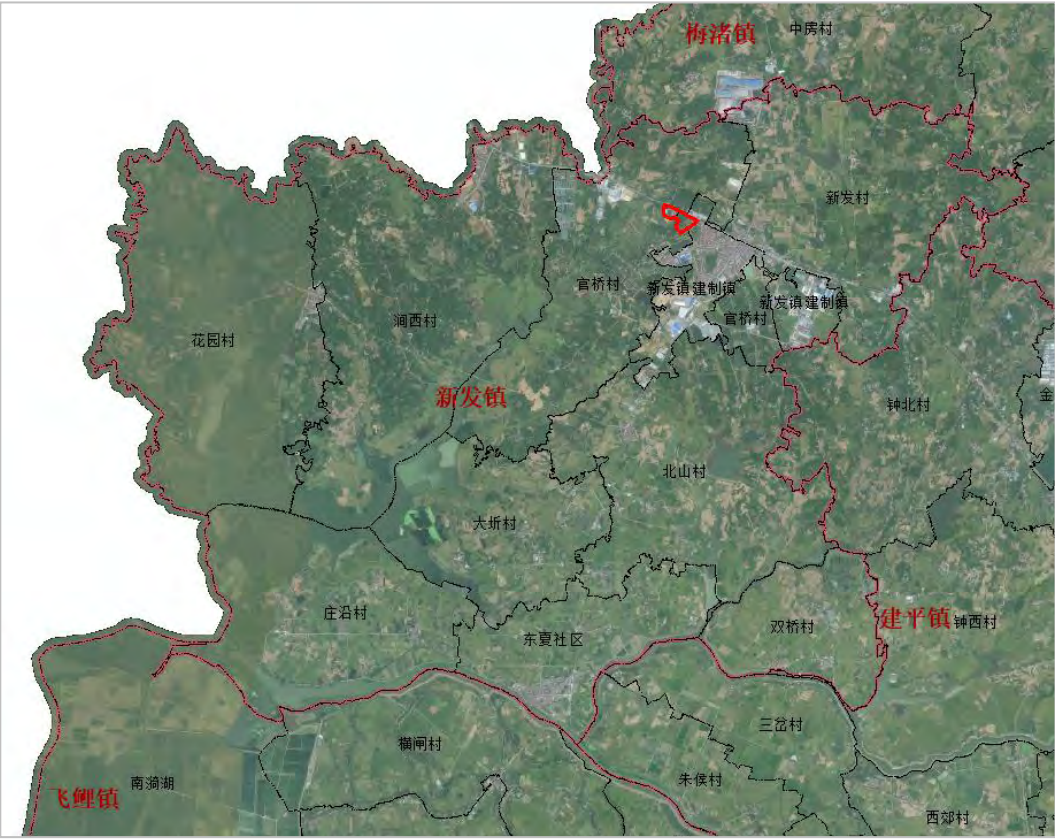 梅渚镇
中房村
新发村
官桥村
新发镇建制镇
新发镇建制镇
官桥村
涧西村
花园村
新发镇
钟北村
金
北山村
大圻村
庄沿村
双桥村
建平镇
钟西村
东夏社区
三岔村
横闸村
朱侯村
南漪湖
飞鲤镇
西郊村